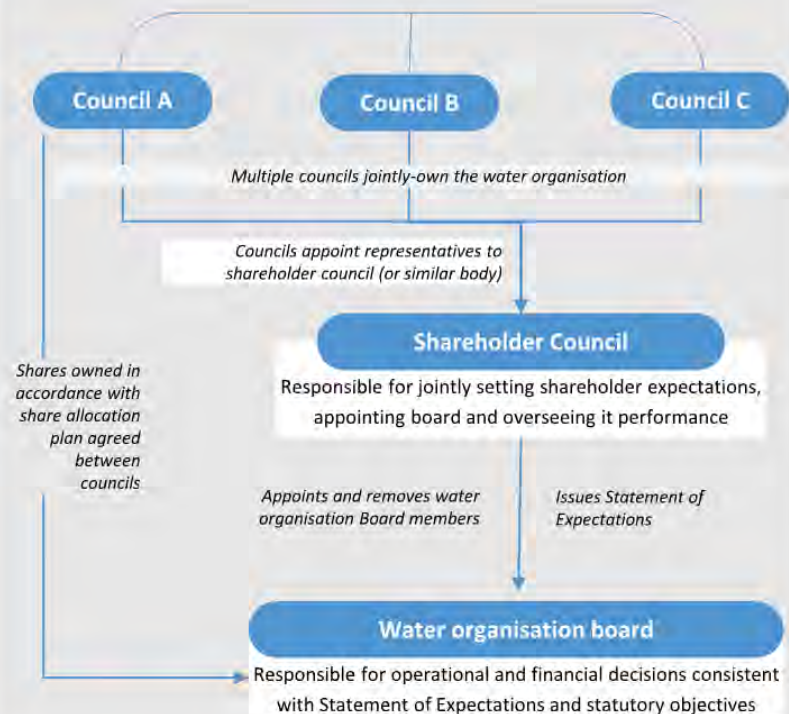 Council A
Council B
Council C
Multiple councils jointly-own the water organisation
Councils appoint representatives to
shareholder council (or similar body)
Shareholder Council
Responsible for jointly setting shareholder expectations,
appointing board and overseeing it performance
Shares owned in
accordance with
share allocation
plan agreed
between
councils
Appoints and removes water
organisation Board members
Issues Statement of
Expectations
Water organisation board
Responsible for operational and financial decisions consistent
with Statement of Expectations and statutory objectives